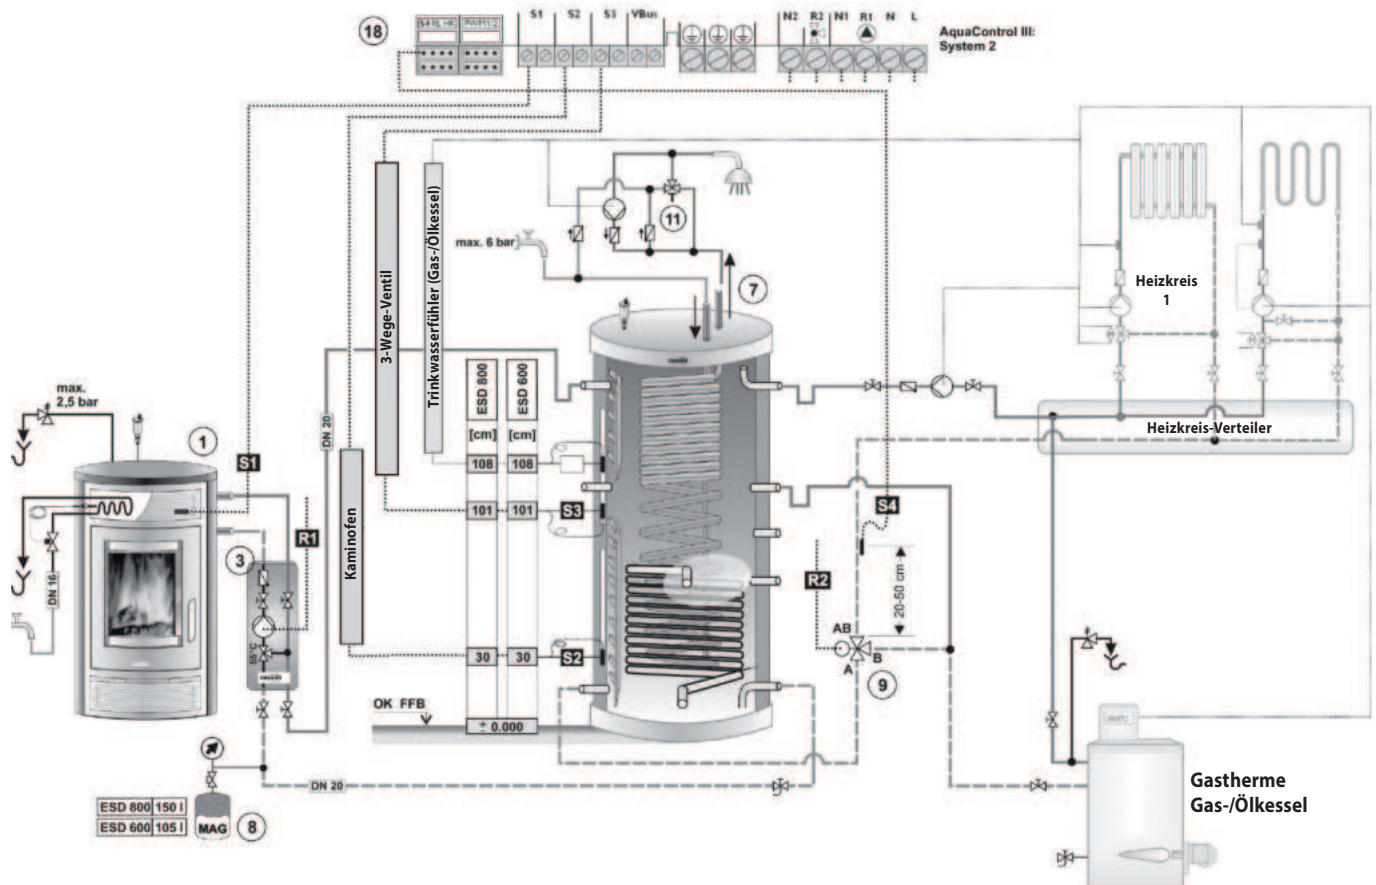 18
S1 S2 S3 VBus
N2 R2 N1 R1 N L
AquaControl III:
System 2
3-Wege-Ventil
Trinkwasserfühler (Gas-/Ölkessel)
Kaminofen
max. 6 bar
11
7
Heizkreis
1
Heizkreis-Verteiler
max.
2,5 bar
1
S1
DN 20
ESD 800
ESD 600
[cm] [cm]
108 108
101 101
S3
S4
R1
3
DN 16
55°C
R2
20-50 cm
AB
A
B
9
30 30
S2
OK FFB
± 0.000
DN 20
ESD 800 150 l
ESD 600 105 l
MAG
8
Gastherme
Gas-/Ölkessel